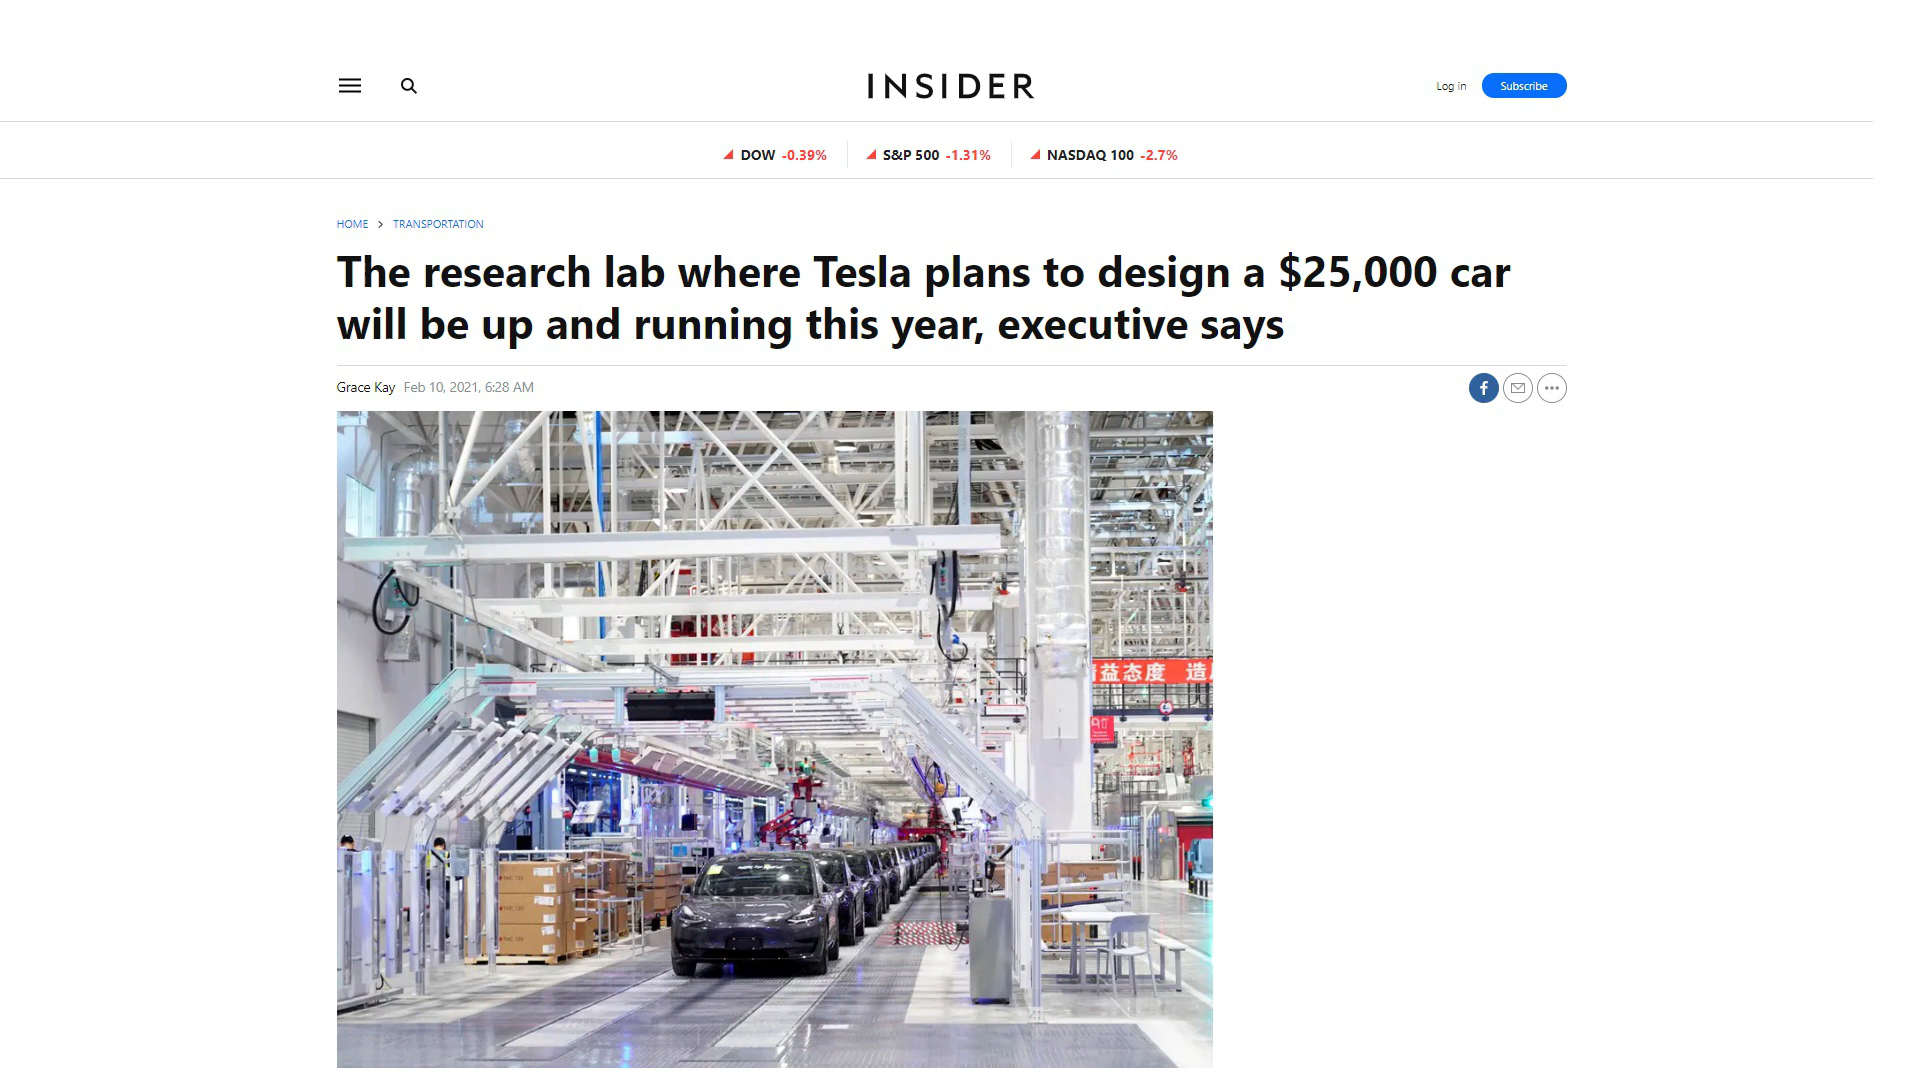 INSIDER
Log in
Subscribe
DOW -0.39%
S&P 500 -1.31%
NASDAQ 100 -2.7%
HOME > TRANSPORTATION
The research lab where Tesla plans to design a $25,000 car
will be up and running this year, executive says
Grace Kay Feb 10, 2021, 6:28 AM
益态度 造